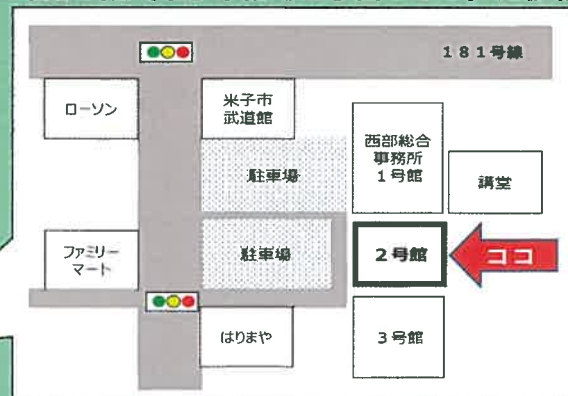 181号線
ローソン
米子市
武道館
西部総合
事務所
1号館
講堂
駐車場
ファミリー
マート
駐車場
2号館
ココ
はりまや
3号館